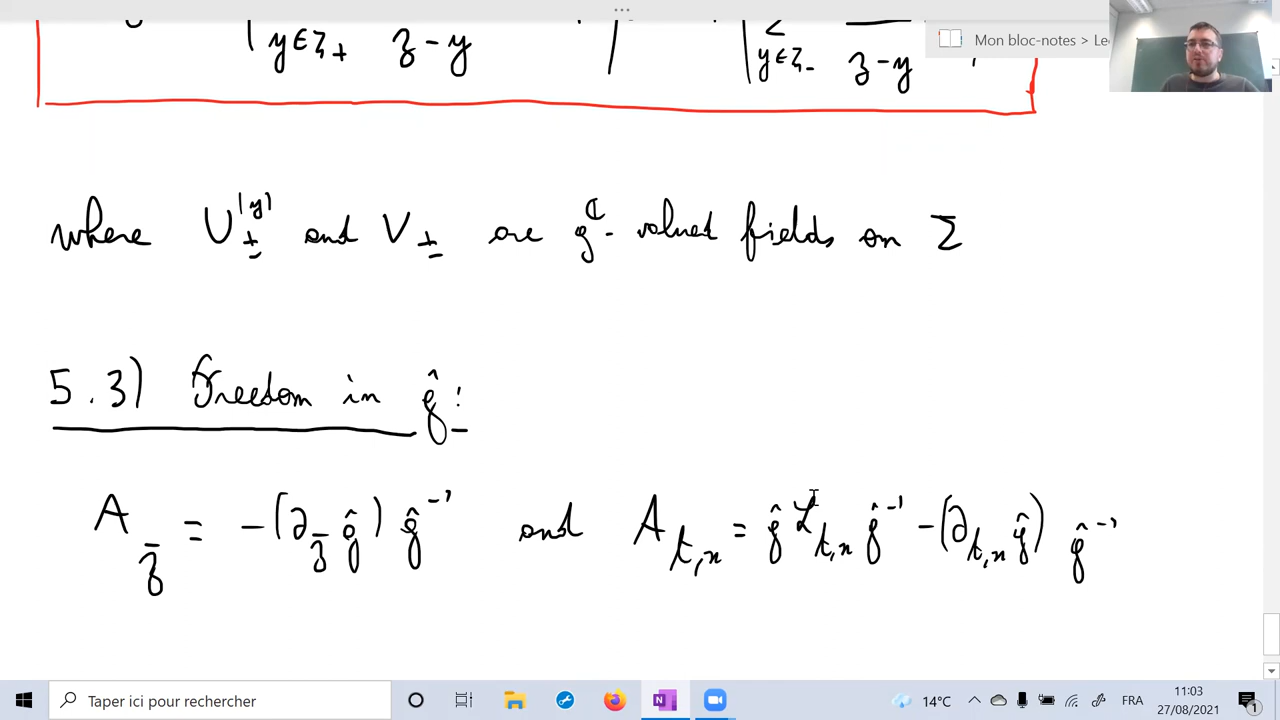 y ∈ ζ₊ z − y   y ∈ ζ₋ z − y
Mon bloc-notes > Le
where U±^(y) and V± are g^ℂ-valued fields on Σ
5.3) Freedom in ĝ:
A_z̄ = −(∂_z̄ ĝ) ĝ⁻¹ and A_t,x = ĝ ℒ_t,x ĝ⁻¹ − (∂_t,x ĝ) ĝ⁻¹
Taper ici pour rechercher
14°C
FRA
11:03
27/08/2021
1